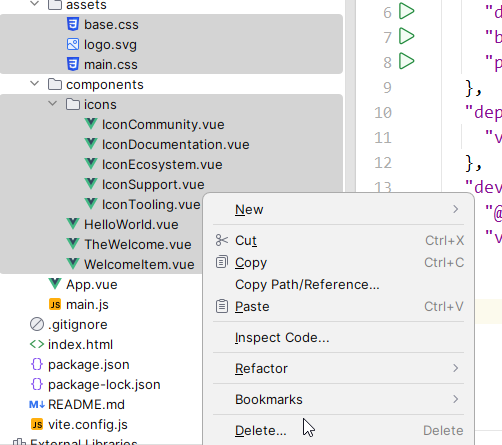 assets
base.css
logo.svg
main.css
components
icons
IconCommunity.vue
IconDocumentation.vue
IconEcosystem.vue
IconSupport.vue
IconTooling.vue
HelloWorld.vue
TheWelcome.vue
WelcomeItem.vue
App.vue
JS main.js
.gitignore
<> index.html
{} package.json
{} package-lock.json
M↓ README.md
JS vite.config.js
External Libraries
6 "d
7 "b
8 "p
9 },
10 "dep
11 "v
12 },
13 "dev
"@
"v
New
Cut Ctrl+X
Copy Ctrl+C
Copy Path/Reference...
Paste Ctrl+V
Inspect Code...
Refactor
Bookmarks
Delete... Delete